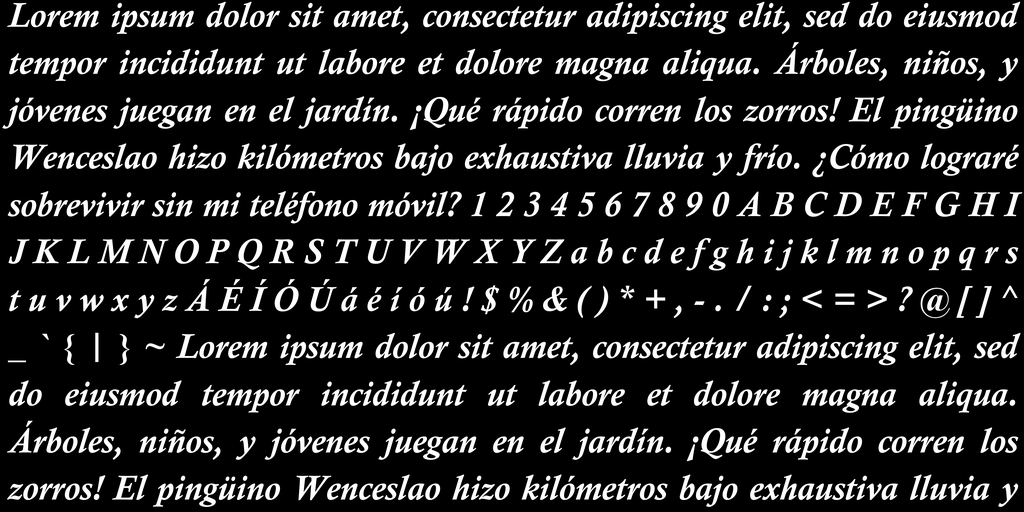 Lorem ipsum dolor sit amet, consectetur adipiscing elit, sed do eiusmod
tempor incididunt ut labore et dolore magna aliqua. Árboles, niños, y
jóvenes juegan en el jardín. ¡Qué rápido corren los zorros! El pingüino
Wenceslao hizo kilómetros bajo exhaustiva lluvia y frío. ¿Cómo lograré
sobrevivir sin mi teléfono móvil? 1 2 3 4 5 6 7 8 9 0 A B C D E F G H I
J K L M N O P Q R S T U V W X Y Z a b c d e f g h i j k l m n o p q r s
t u v w x y z Á É Í Ó Ú á é í ó ú ! $ % & ( ) * + , - . / : ; < = > ? @ [ ] ^
_ ` { | } ~ Lorem ipsum dolor sit amet, consectetur adipiscing elit, sed
do eiusmod tempor incididunt ut labore et dolore magna aliqua.
Árboles, niños, y jóvenes juegan en el jardín. ¡Qué rápido corren los
zorros! El pingüino Wenceslao hizo kilómetros bajo exhaustiva lluvia y